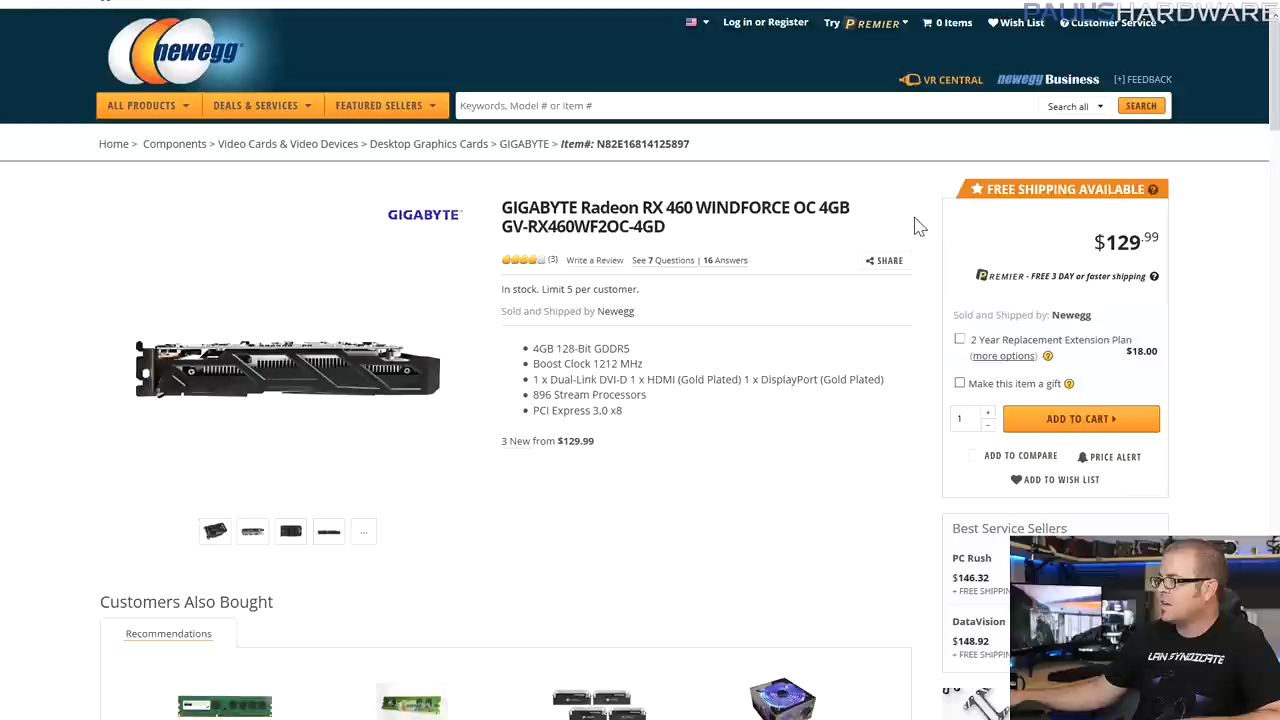 PAULSHARDWARE
newegg
Log in or Register
Try PREMIER
0 Items
Wish List
Customer Service
VR CENTRAL
newegg Business
[+] FEEDBACK
ALL PRODUCTS
DEALS & SERVICES
FEATURED SELLERS
Keywords, Model # or Item #
Search all
SEARCH
Home > Components > Video Cards & Video Devices > Desktop Graphics Cards > GIGABYTE > Item#: N82E16814125897
FREE SHIPPING AVAILABLE ?
GIGABYTE
GIGABYTE Radeon RX 460 WINDFORCE OC 4GB
GV-RX460WF2OC-4GD
(3) Write a Review See 7 Questions | 16 Answers
SHARE
In stock. Limit 5 per customer.
Sold and Shipped by Newegg
• 4GB 128-Bit GDDR5
• Boost Clock 1212 MHz
• 1 x Dual-Link DVI-D 1 x HDMI (Gold Plated) 1 x DisplayPort (Gold Plated)
• 896 Stream Processors
• PCI Express 3.0 x8
3 New from $129.99
$129.99
PREMIER - FREE 3 DAY or faster shipping ?
Sold and Shipped by: Newegg
2 Year Replacement Extension Plan
(more options) ? $18.00
Make this item a gift ?
1 + -
ADD TO CART
ADD TO COMPARE
PRICE ALERT
ADD TO WISH LIST
...
Best Service Sellers
PC Rush
$146.32
+ FREE SHIPPIN
DataVision
$148.92
+ FREE SHIPPIN
Customers Also Bought
Recommendations
LAN SYNDICATE